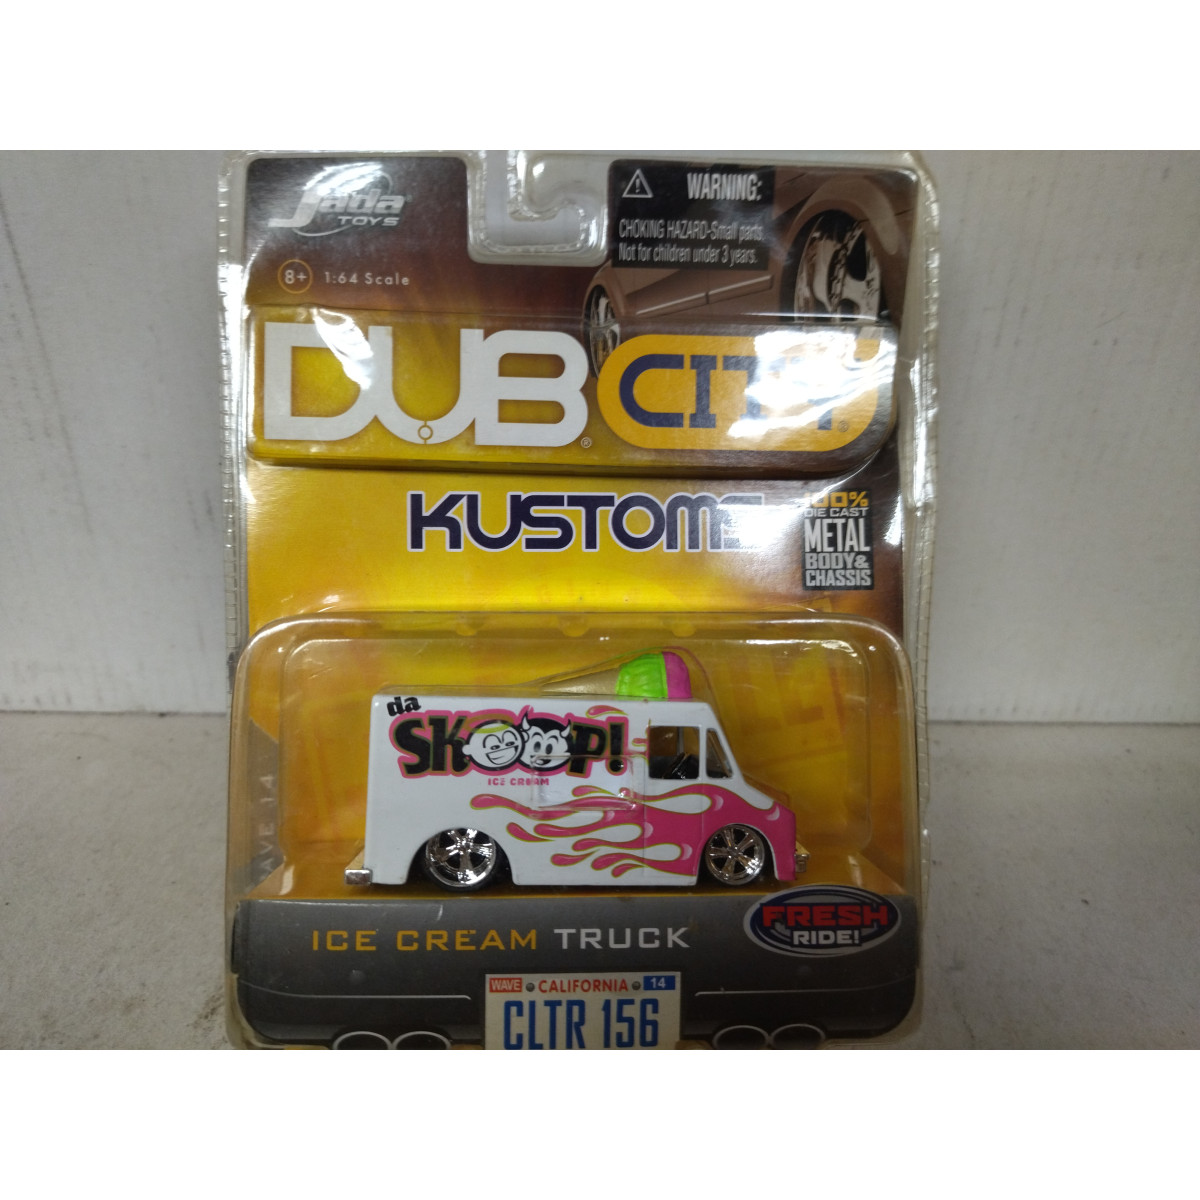 Jada
TOYS
WARNING:
CHOKING HAZARD-Small parts.
Not for children under 3 years.
8+ 1:64 Scale
DUB CITY
®
KUSTOMS
100%
DIE CAST
METAL
BODY&
CHASSIS
da
SKOOP!
ICE CREAM
ICE CREAM TRUCK
FRESH
RIDE!
WAVE CALIFORNIA 14
CLTR 156